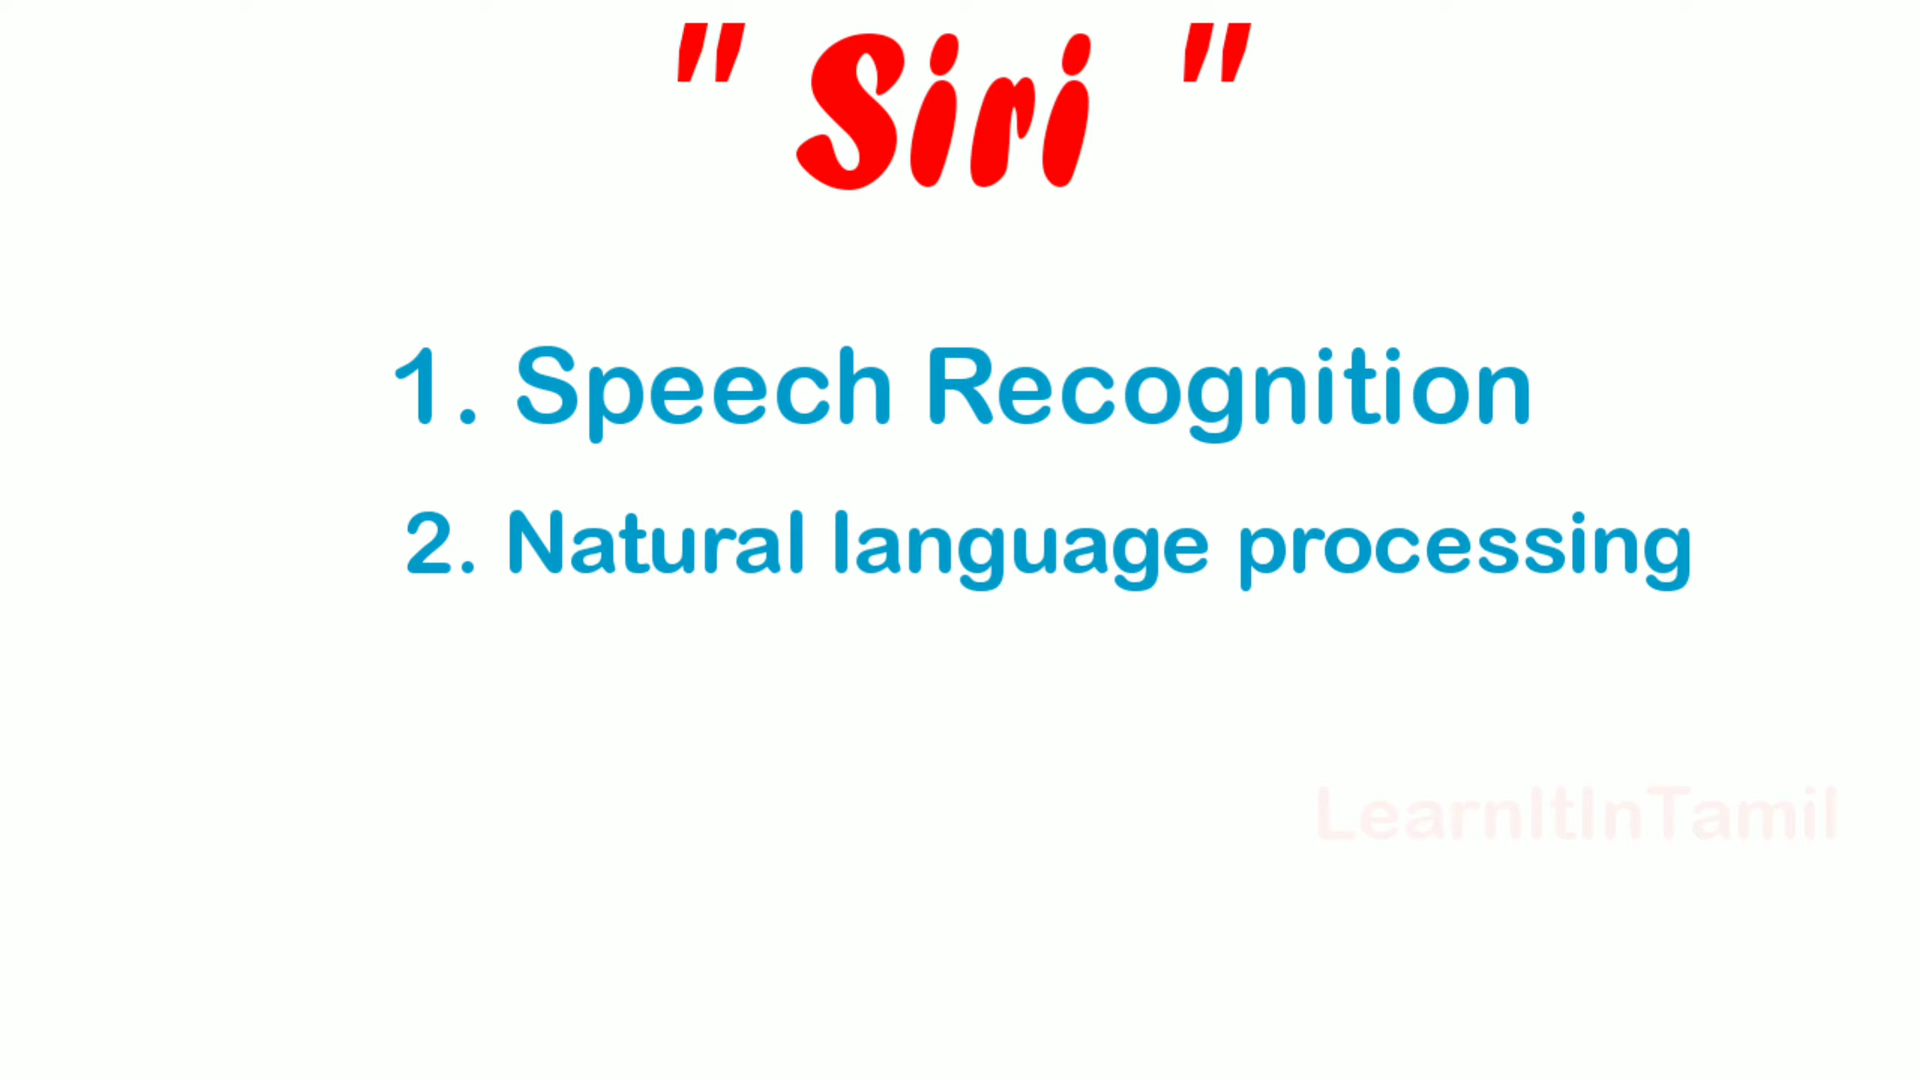 " Siri "
1. Speech Recognition
2. Natural language processing
LearnItInTamil